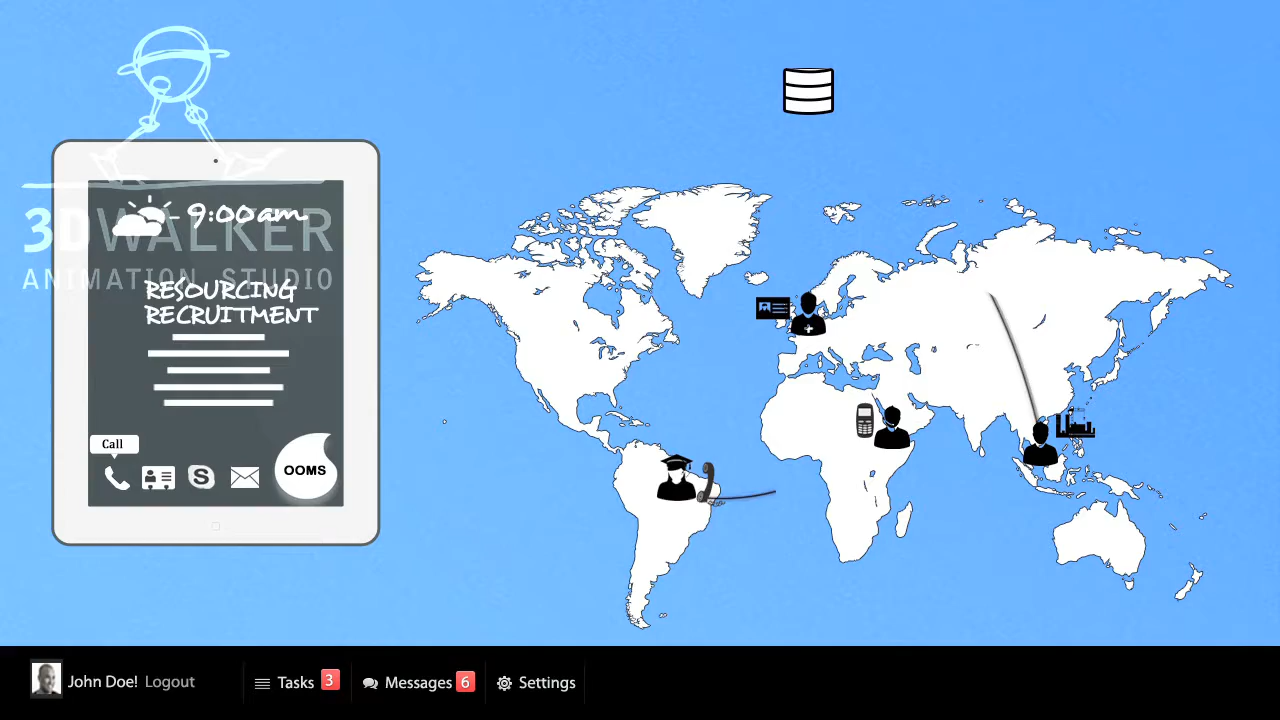 9:00am
3DWALKER
ANIMATION STUDIO
RESOURCING
RECRUITMENT
Call
OOMS
John Doe! Logout
Tasks 3
Messages 6
Settings